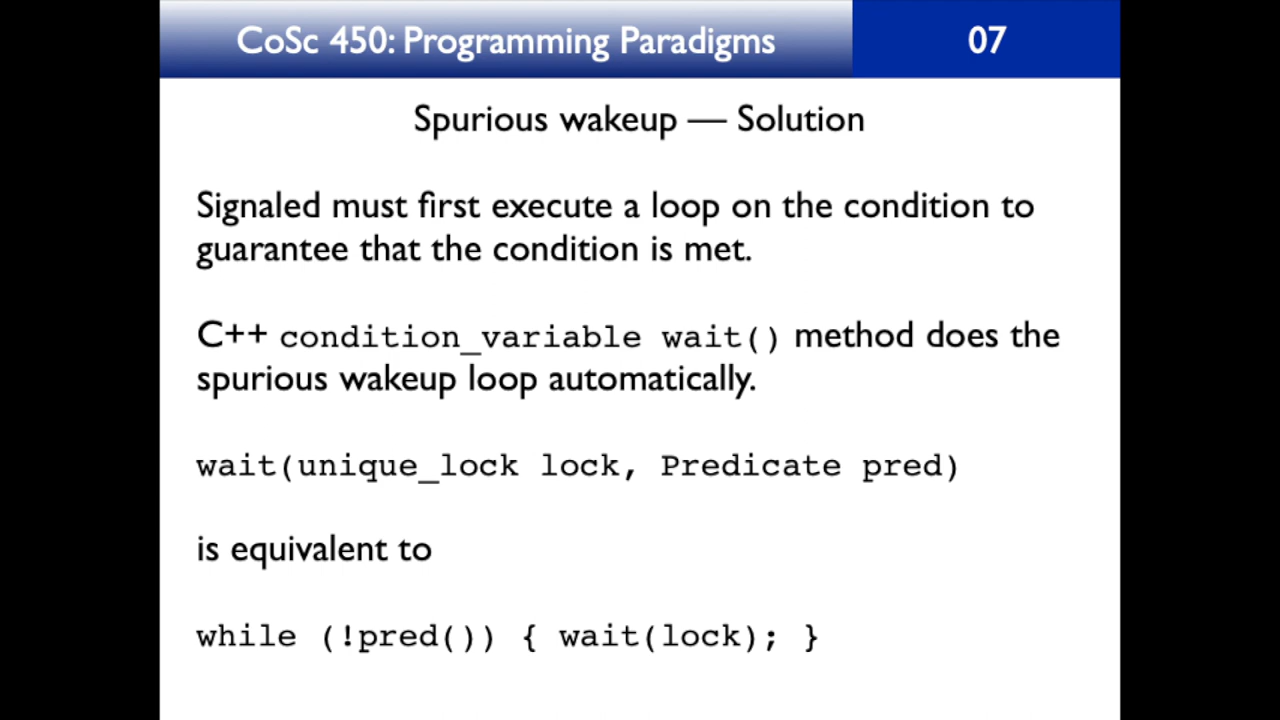 CoSc 450: Programming Paradigms 07
Spurious wakeup — Solution
Signaled must first execute a loop on the condition to
guarantee that the condition is met.
C++ condition_variable wait() method does the
spurious wakeup loop automatically.
wait(unique_lock lock, Predicate pred)
is equivalent to
while (!pred()) { wait(lock); }